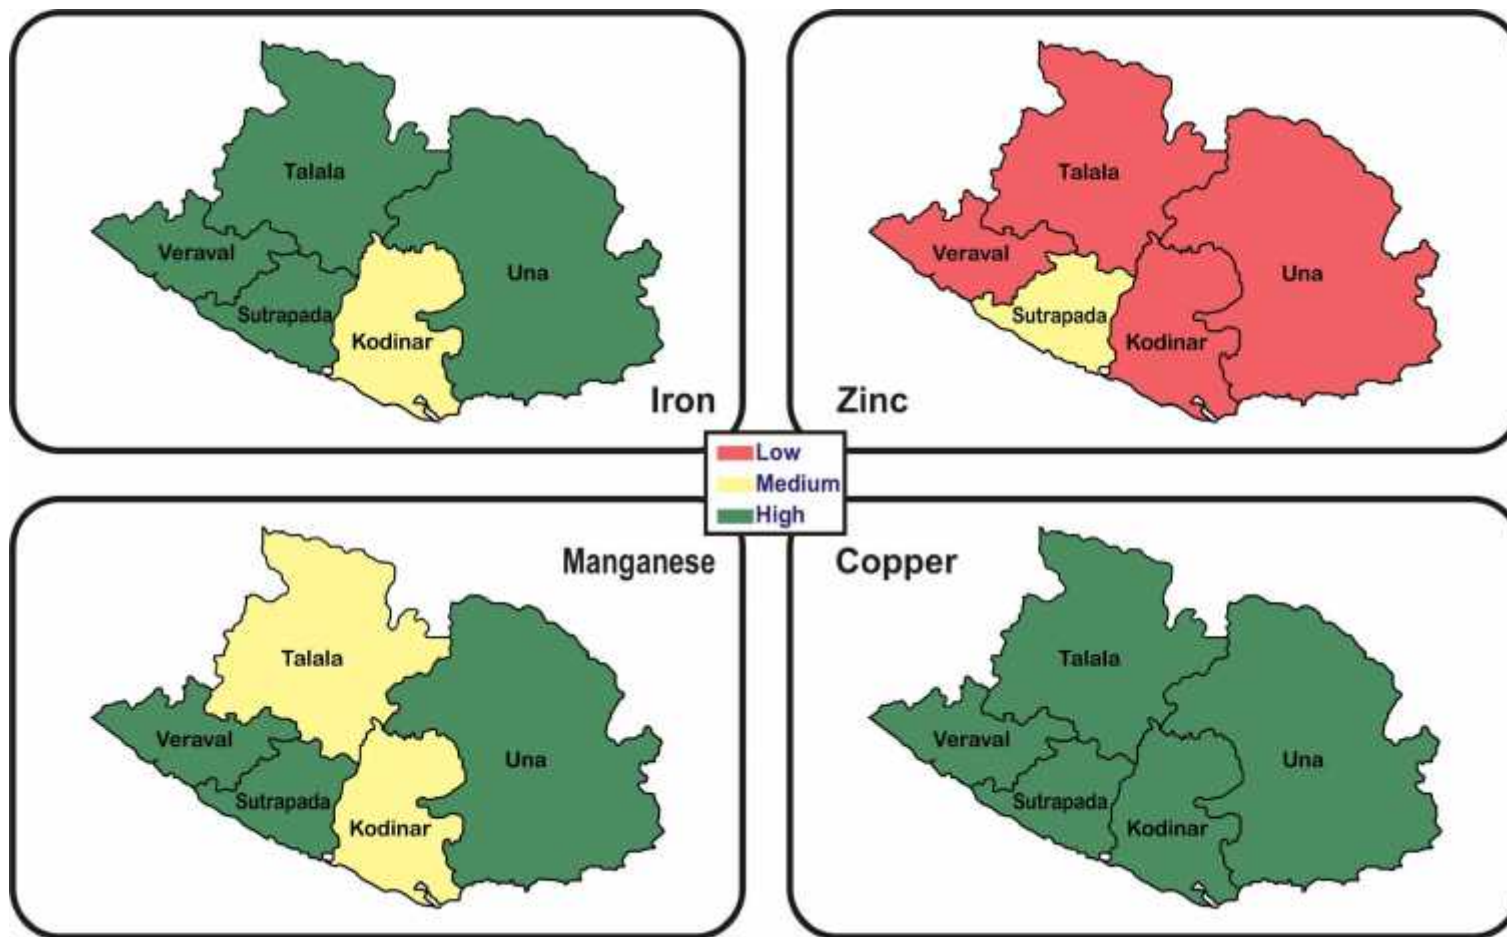 Talala
Veraval
Una
Sutrapada
Kodinar
Iron
Talala
Veraval
Una
Sutrapada
Kodinar
Zinc
Low
Medium
High
Manganese
Talala
Veraval
Una
Sutrapada
Kodinar
Copper
Talala
Veraval
Una
Sutrapada
Kodinar